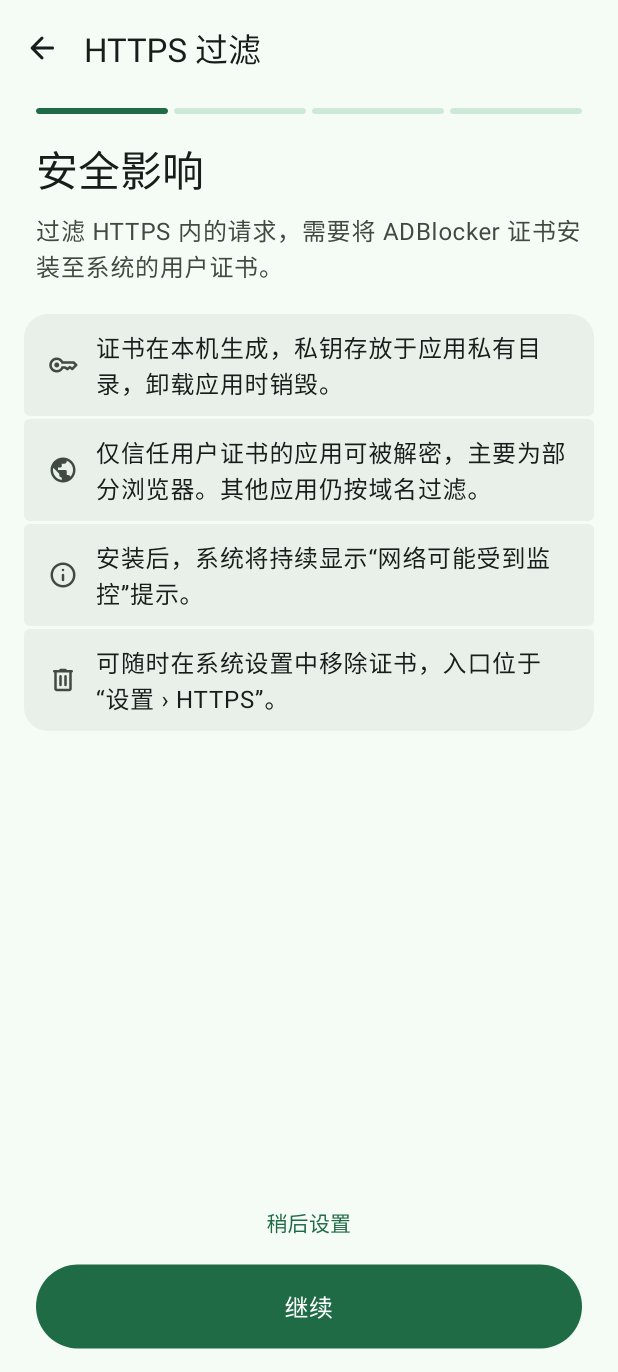 HTTPS 过滤
安全影响
过滤 HTTPS 内的请求，需要将 ADBlocker 证书安
装至系统的用户证书。
证书在本机生成，私钥存放于应用私有目
录，卸载应用时销毁。
仅信任用户证书的应用可被解密，主要为部
分浏览器。其他应用仍按域名过滤。
安装后，系统将持续显示“网络可能受到监
控”提示。
可随时在系统设置中移除证书，入口位于
“设置 › HTTPS”。
稍后设置
继续